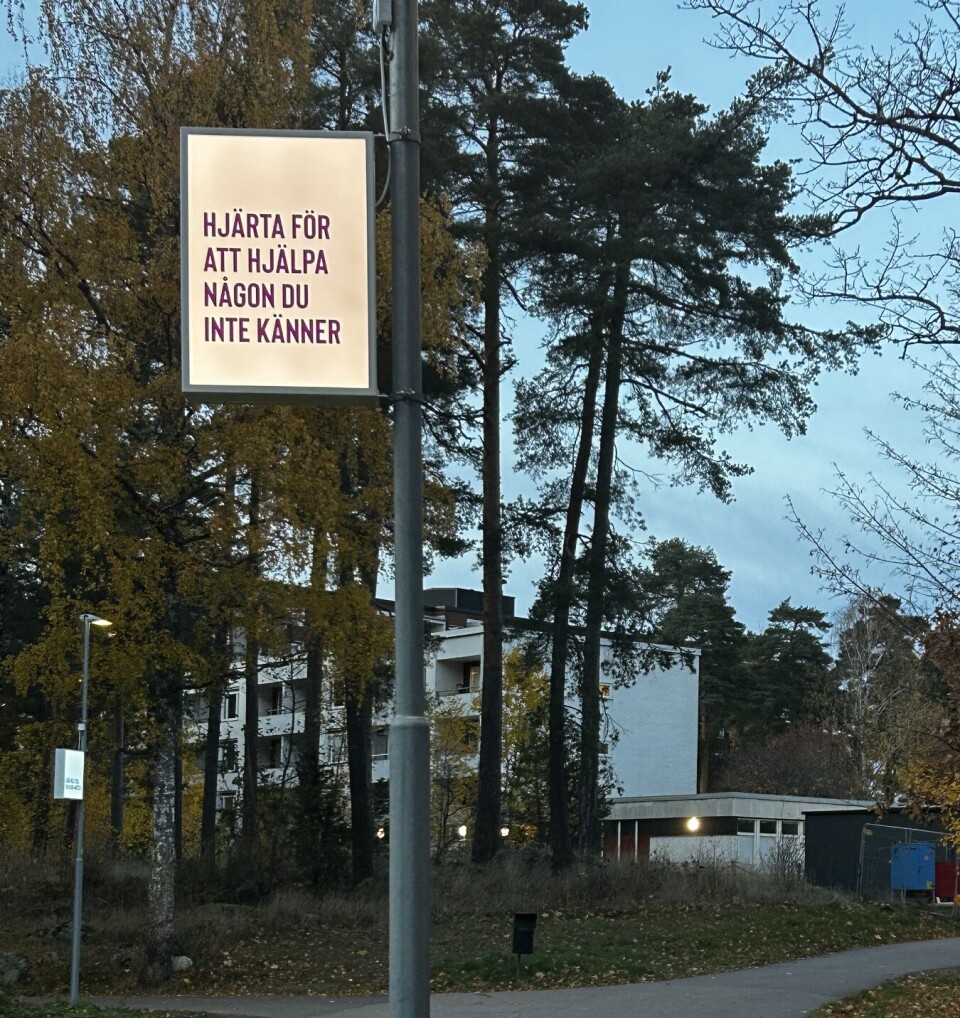 HJÄRTA FÖR
ATT HJÄLPA
NÅGON DU
INTE KÄNNER